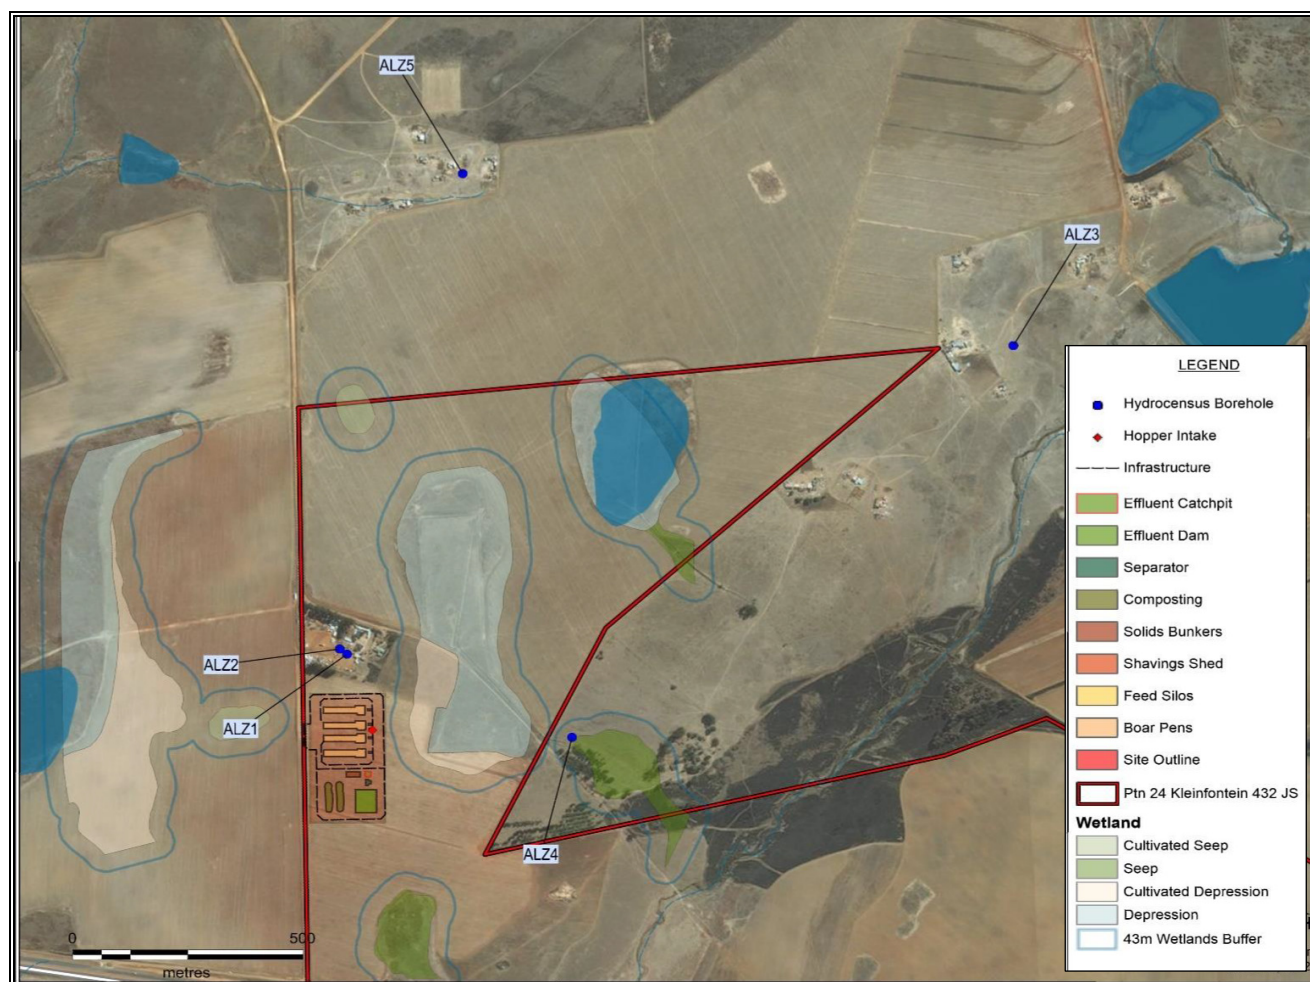 ALZ5
ALZ3
ALZ2
ALZ1
ALZ4
0 500
metres
LEGEND
Hydrocensus Borehole
Hopper Intake
Infrastructure
Effluent Catchpit
Effluent Dam
Separator
Composting
Solids Bunkers
Shavings Shed
Feed Silos
Boar Pens
Site Outline
Ptn 24 Kleinfontein 432 JS
Wetland
Cultivated Seep
Seep
Cultivated Depression
Depression
43m Wetlands Buffer